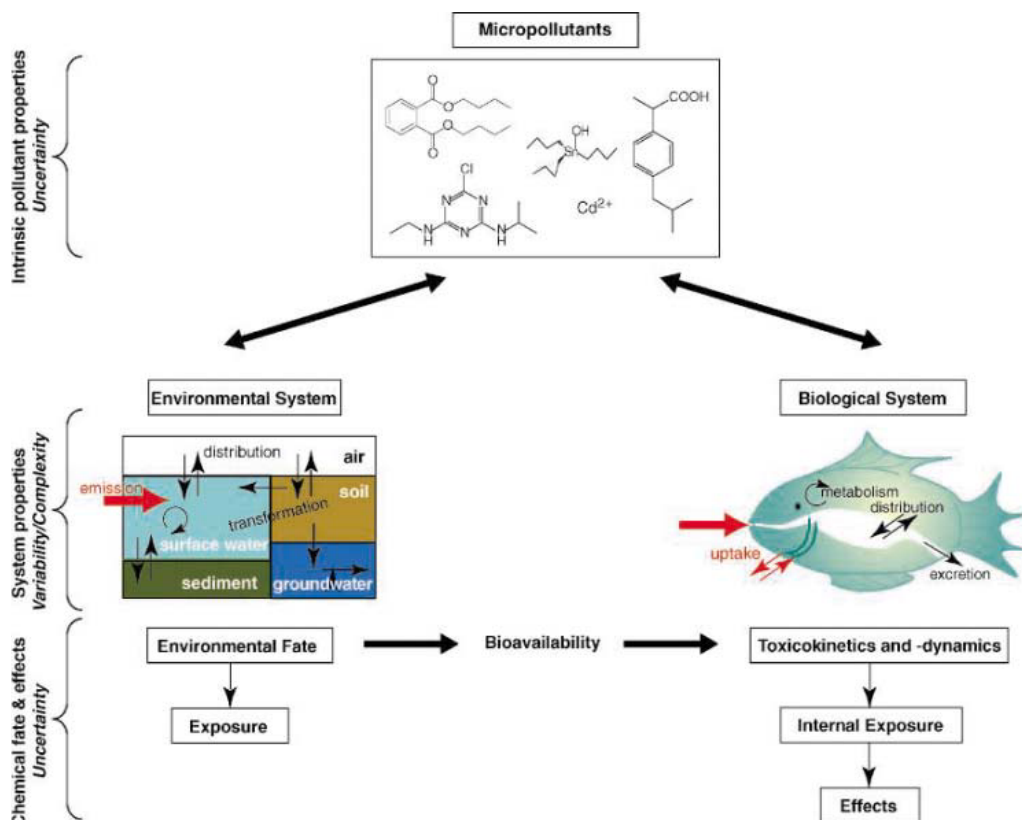 Micropollutants
Intrinsic pollutant properties
Uncertainty
O
O
O
O
COOH
OH
Sn
Cl
N
N
N
N
H
N
H
Cd²⁺
Environmental System
Biological System
System properties
Variability/Complexity
distribution
air
emission
soil
transformation
surface water
sediment
groundwater
metabolism
distribution
uptake
excretion
Chemical fate & effects
Uncertainty
Environmental Fate
Bioavailability
Toxicokinetics and -dynamics
Exposure
Internal Exposure
Effects